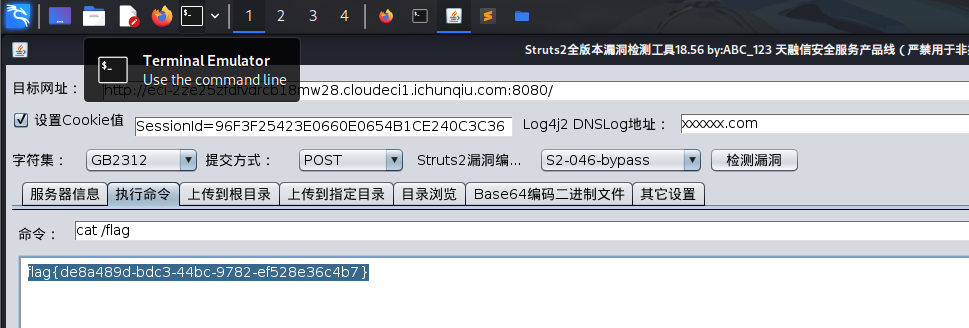 1 2 3 4
Struts2全版本漏洞检测工具18.56 by:ABC_123 天融信安全服务产品线（严禁用于非
Terminal Emulator
Use the command line
目标网址：
http://eci-2ze25zfdfvdrcb18mw28.cloudeci1.ichunqiu.com:8080/
设置Cookie值 SessionId=96F3F25423E0660E0654B1CE240C3C36 Log4j2 DNSLog地址： xxxxxx.com
字符集： GB2312 提交方式： POST Struts2漏洞编... S2-046-bypass 检测漏洞
服务器信息 执行命令 上传到根目录 上传到指定目录 目录浏览 Base64编码二进制文件 其它设置
命令： cat /flag
flag{de8a489d-bdc3-44bc-9782-ef528e36c4b7}